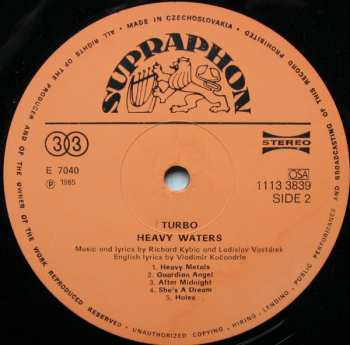 MADE IN CZECHOSLOVAKIA · ALL RIGHTS OF THE PRODUCER AND OF THE OWNER OF THE WORK REPRODUCED RESERVED · UNAUTHORIZED COPYING · HIRING · LENDING · PUBLIC PERFORMANCE AND BROADCASTING OF THIS RECORD PROHIBITED
SUPRAPHON
33
STEREO
E 7040
Ⓟ 1985
OSA
1113 3839
SIDE 2
TURBO
HEAVY WATERS
Music and lyrics by Richard Kybic and Ladislav Vostárek
English lyrics by Vladimír Kočandrle
1. Heavy Metals
2. Guardian Angel
3. After Midnight
4. She's A Dream
5. Holes